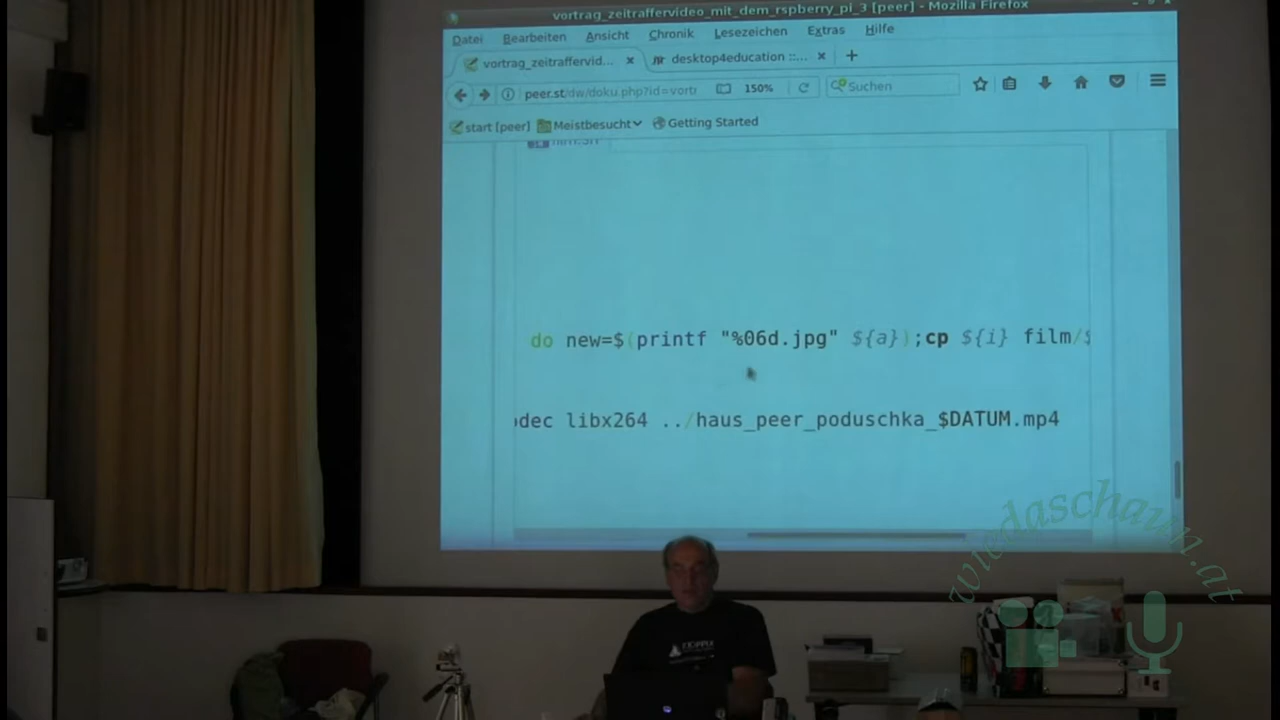 vortrag_zeitraffervideo_mit_dem_rspberry_pi_3 [peer] - Mozilla Firefox
Datei Bearbeiten Ansicht Chronik Lesezeichen Extras Hilfe
vortrag_zeitraffervid... × desktop4education ::... × +
peer.st/dw/doku.php?id=vortr 150% Suchen
start [peer] Meistbesucht Getting Started
do new=$(printf "%06d.jpg" ${a});cp ${i} film/$
odec libx264 ../haus_peer_poduschka_$DATUM.mp4
wiedaschaun.at